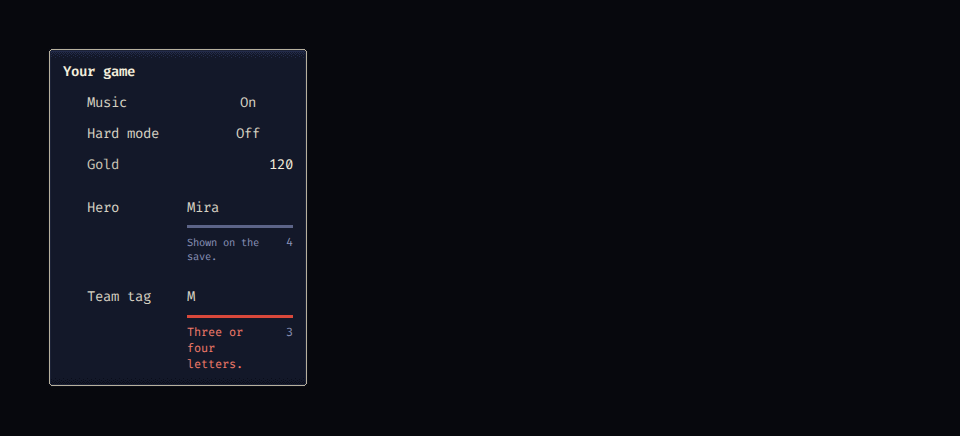 Your game
Music On
Hard mode Off
Gold 120
Hero Mira
Shown on the 4
save.
Team tag M
Three or 3
four
letters.